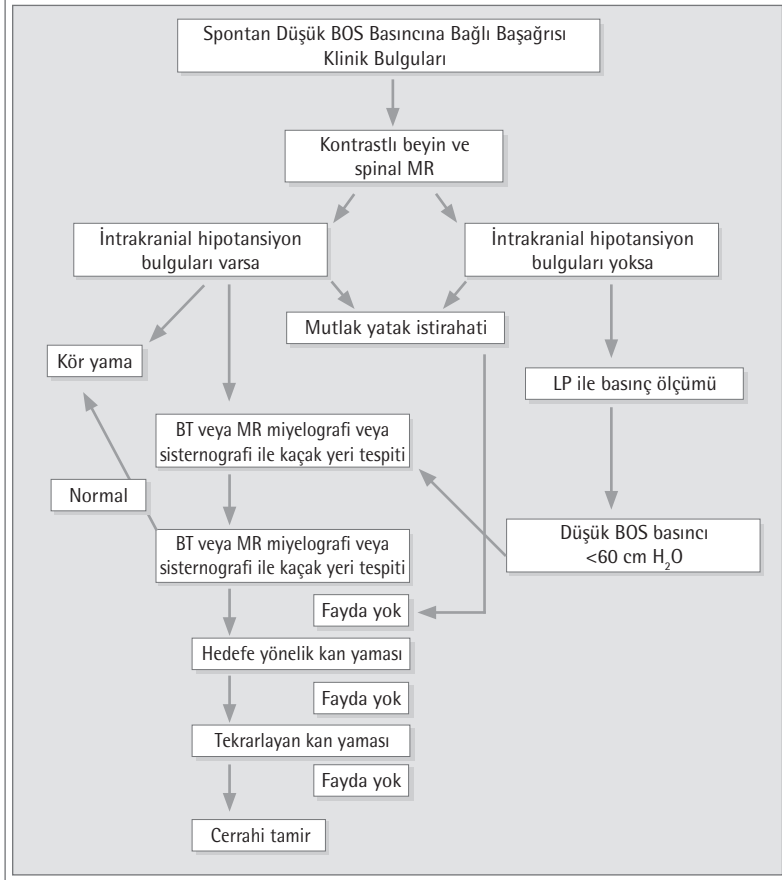 Spontan Düşük BOS Basıncına Bağlı Başağrısı
Klinik Bulguları
Kontrastlı beyin ve
spinal MR
İntrakranial hipotansiyon
bulguları varsa
İntrakranial hipotansiyon
bulguları yoksa
Mutlak yatak istirahati
Kör yama
LP ile basınç ölçümü
BT veya MR miyelografi veya
sisternografi ile kaçak yeri tespiti
Normal
Düşük BOS basıncı
<60 cm H₂O
BT veya MR miyelografi veya
sisternografi ile kaçak yeri tespiti
Fayda yok
Hedefe yönelik kan yaması
Fayda yok
Tekrarlayan kan yaması
Fayda yok
Cerrahi tamir